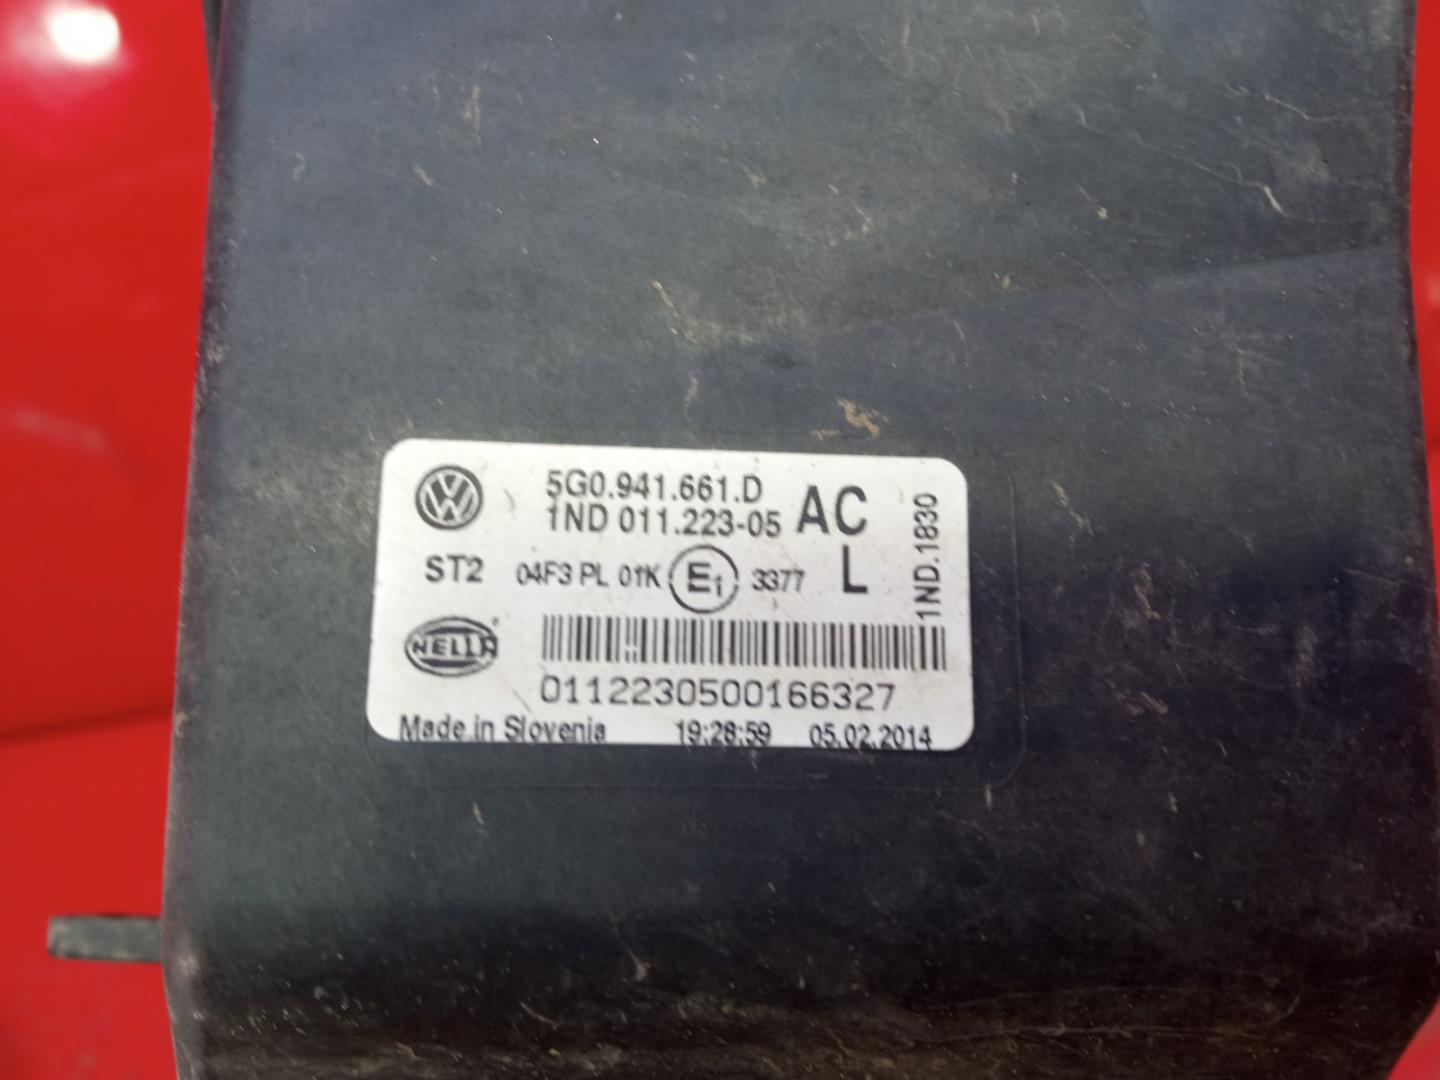 5G0.941.661.D
1ND 011.223-05
AC
1ND.1830
ST2
04F3 PL 01K E1 3377
L
HELLA
0112230500166327
Made in Slovenia 19:28:59 05.02.2014